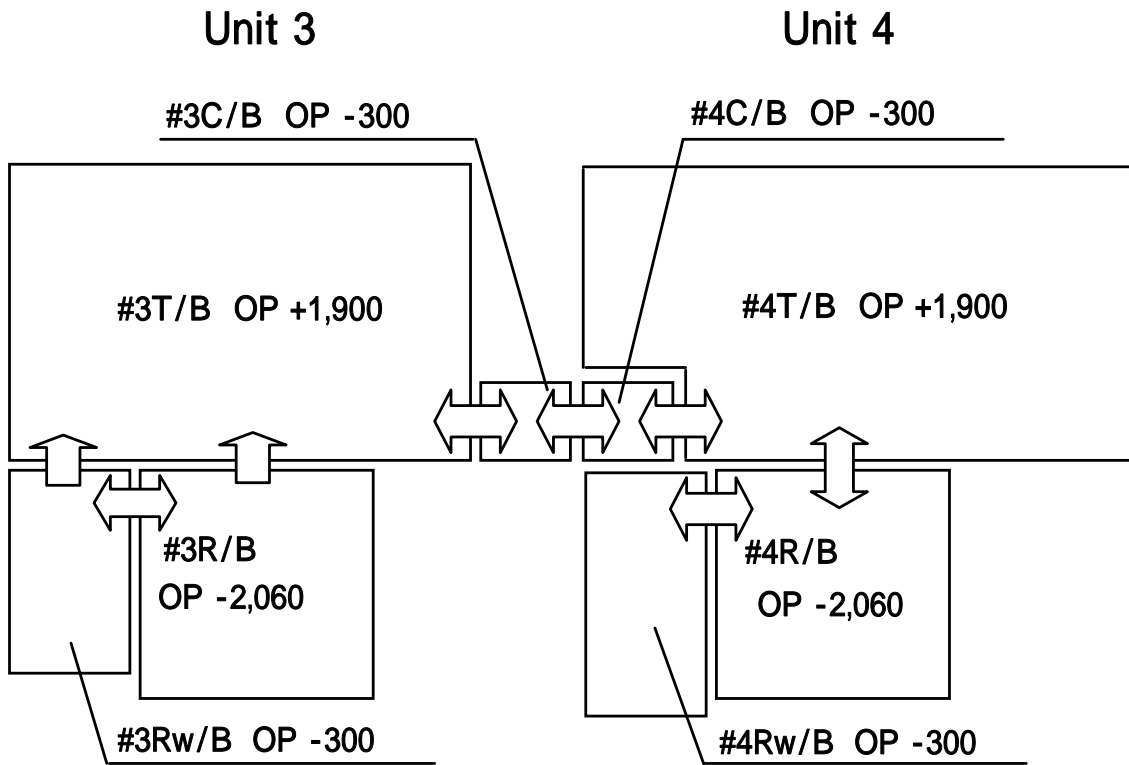 Unit 3
Unit 4
#3C/B OP -300
#4C/B OP -300
#3T/B OP +1,900
#4T/B OP +1,900
#3R/B
OP -2,060
#4R/B
OP -2,060
#3Rw/B OP -300
#4Rw/B OP -300